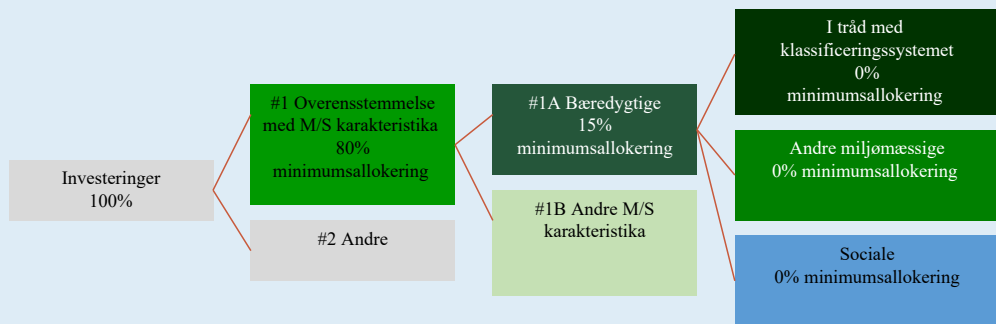 Investeringer
100%
#1 Overensstemmelse
med M/S karakteristika
80%
minimumsallokering
#2 Andre
#1A Bæredygtige
15%
minimumsallokering
#1B Andre M/S
karakteristika
I tråd med
klassificeringssystemet
0%
minimumsallokering
Andre miljømæssige
0% minimumsallokering
Sociale
0% minimumsallokering